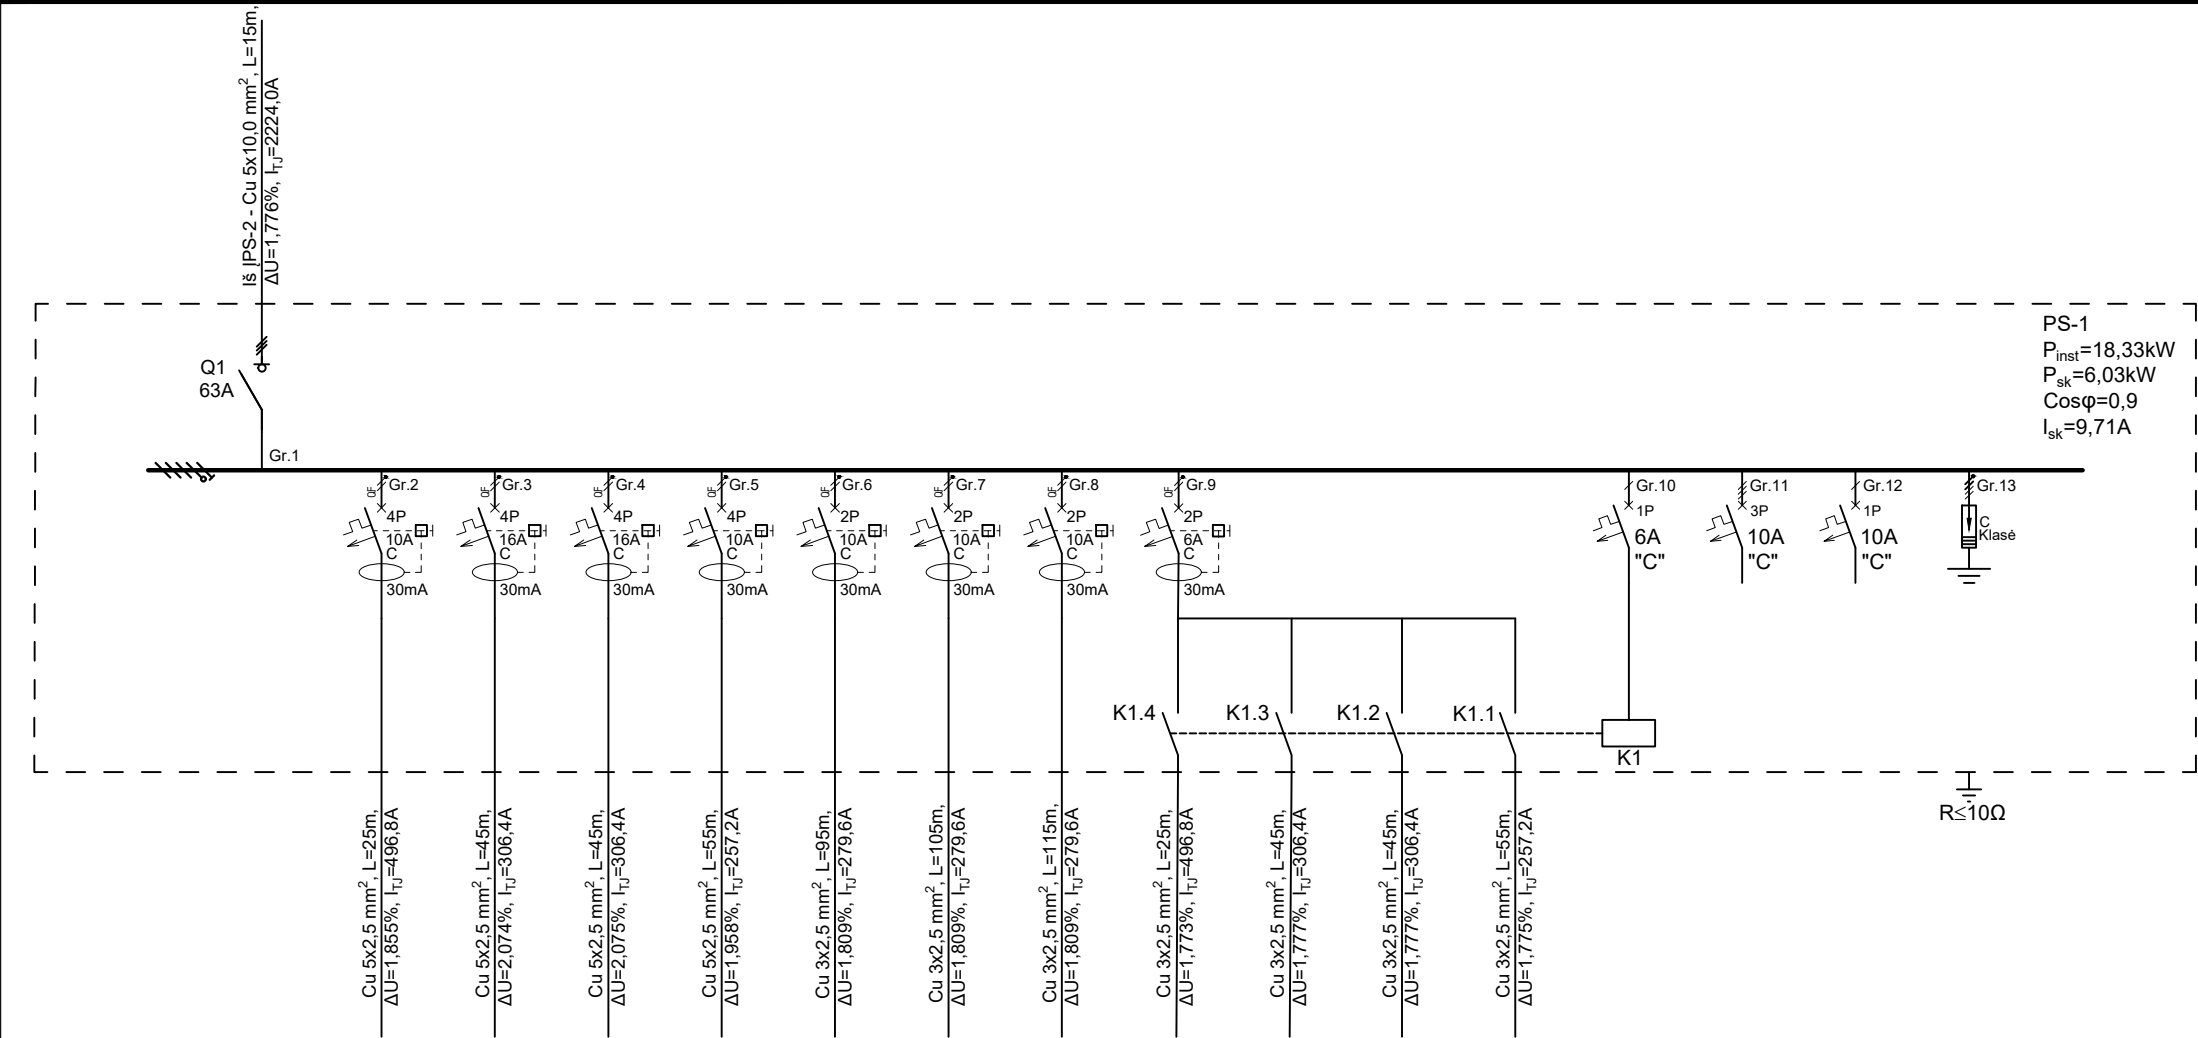 Iš ĮPS-2 - Cu 5x10,0 mm², L=15m,
ΔU=1,776%, I_TJ=2224,0A
PS-1
P_inst=18,33kW
P_sk=6,03kW
Cosφ=0,9
I_sk=9,71A
Q1
63A
Gr.1
QF Gr.2
4P
10A
C
30mA
QF Gr.3
4P
16A
C
30mA
QF Gr.4
4P
16A
C
30mA
QF Gr.5
4P
10A
C
30mA
QF Gr.6
2P
10A
C
30mA
QF Gr.7
2P
10A
C
30mA
QF Gr.8
2P
10A
C
30mA
QF Gr.9
2P
6A
C
30mA
Gr.10
1P
6A
"C"
Gr.11
3P
10A
"C"
Gr.12
1P
10A
"C"
Gr.13
C
Klasė
K1.4
K1.3
K1.2
K1.1
K1
R≤10Ω
Cu 5x2,5 mm², L=25m,
ΔU=1,855%, I_TJ=496,8A
Cu 5x2,5 mm², L=45m,
ΔU=2,074%, I_TJ=306,4A
Cu 5x2,5 mm², L=45m,
ΔU=2,075%, I_TJ=306,4A
Cu 5x2,5 mm², L=55m,
ΔU=1,958%, I_TJ=257,2A
Cu 3x2,5 mm², L=95m,
ΔU=1,809%, I_TJ=279,6A
Cu 3x2,5 mm², L=105m,
ΔU=1,809%, I_TJ=279,6A
Cu 3x2,5 mm², L=115m,
ΔU=1,809%, I_TJ=279,6A
Cu 3x2,5 mm², L=25m,
ΔU=1,773%, I_TJ=496,8A
Cu 3x2,5 mm², L=45m,
ΔU=1,777%, I_TJ=306,4A
Cu 3x2,5 mm², L=45m,
ΔU=1,777%, I_TJ=306,4A
Cu 3x2,5 mm², L=55m,
ΔU=1,775%, I_TJ=257,2A